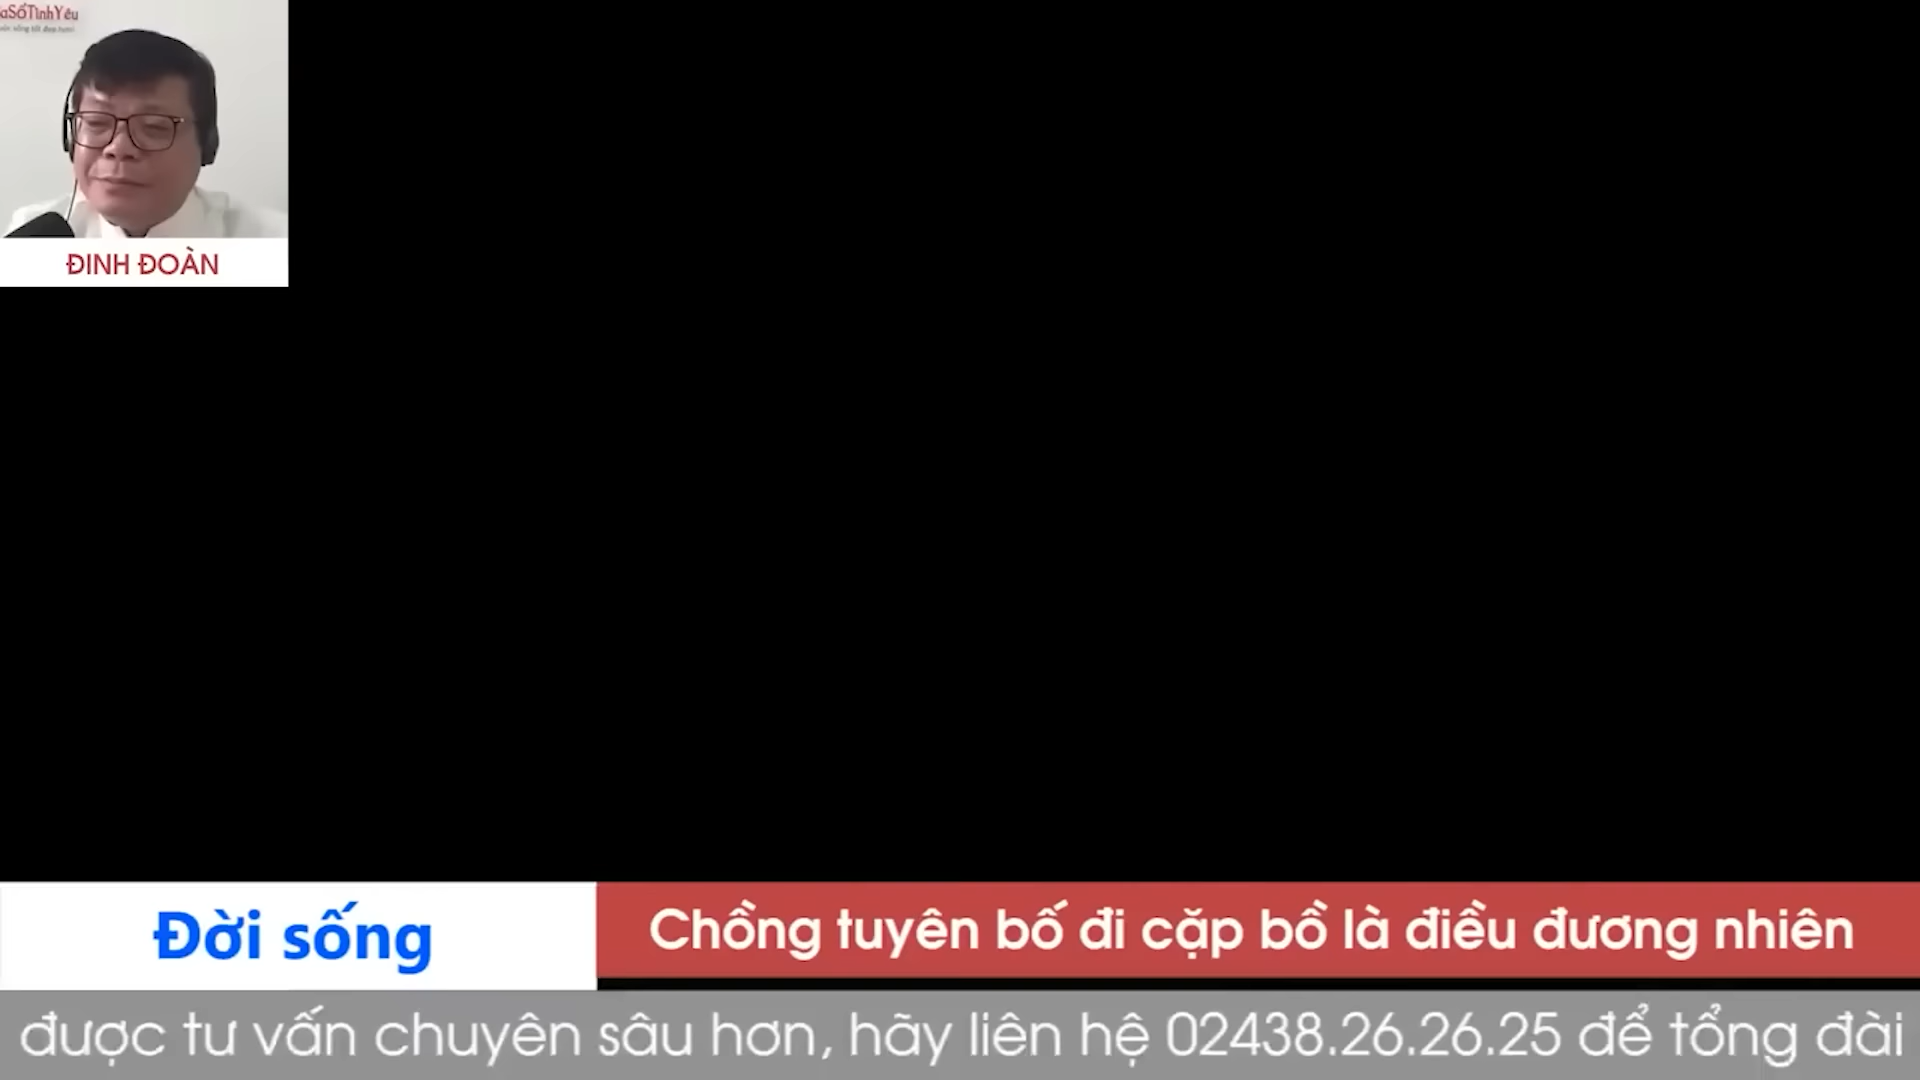 aSổTìnhYêu
ĐINH ĐOÀN
Đời sống
Chồng tuyên bố đi cặp bồ là điều đương nhiên
được tư vấn chuyên sâu hơn, hãy liên hệ 02438.26.26.25 để tổng đài